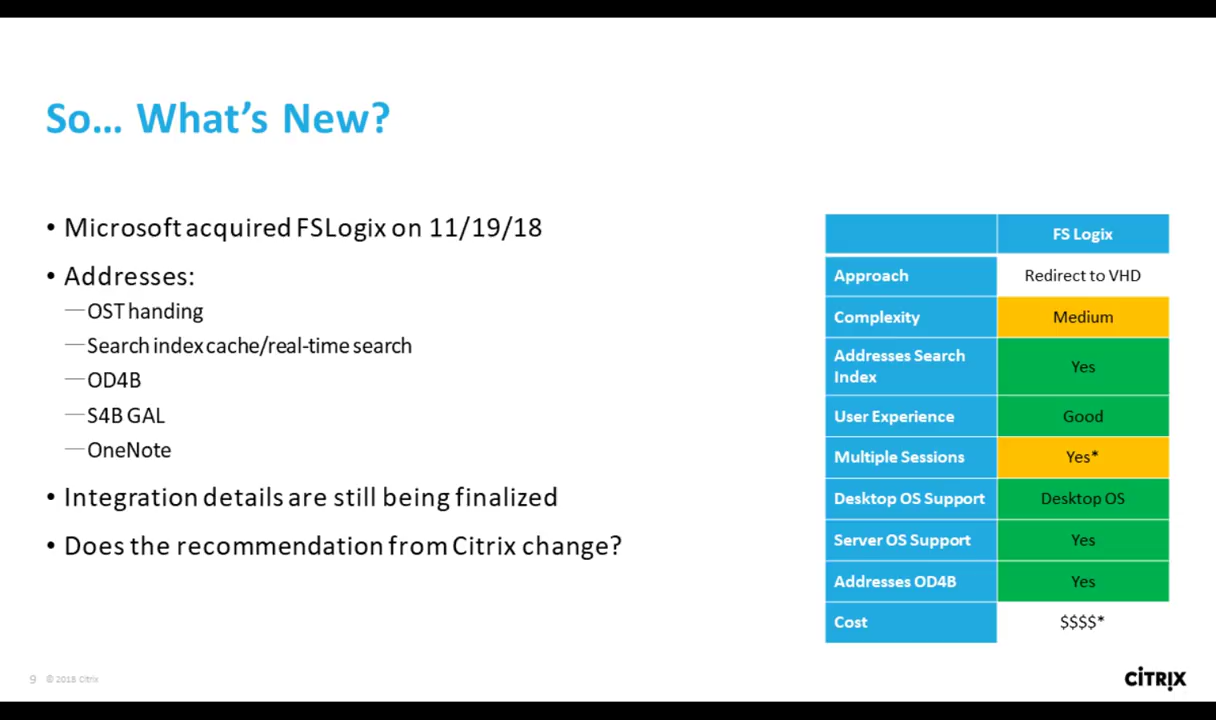 So... What's New?
• Microsoft acquired FSLogix on 11/19/18
• Addresses:
—OST handing
—Search index cache/real-time search
—OD4B
—S4B GAL
—OneNote
• Integration details are still being finalized
• Does the recommendation from Citrix change?
FS Logix
Approach Redirect to VHD
Complexity Medium
Addresses Search
Index Yes
User Experience Good
Multiple Sessions Yes*
Desktop OS Support Desktop OS
Server OS Support Yes
Addresses OD4B Yes
Cost $$$$*
9 © 2018 Citrix
CITRIX